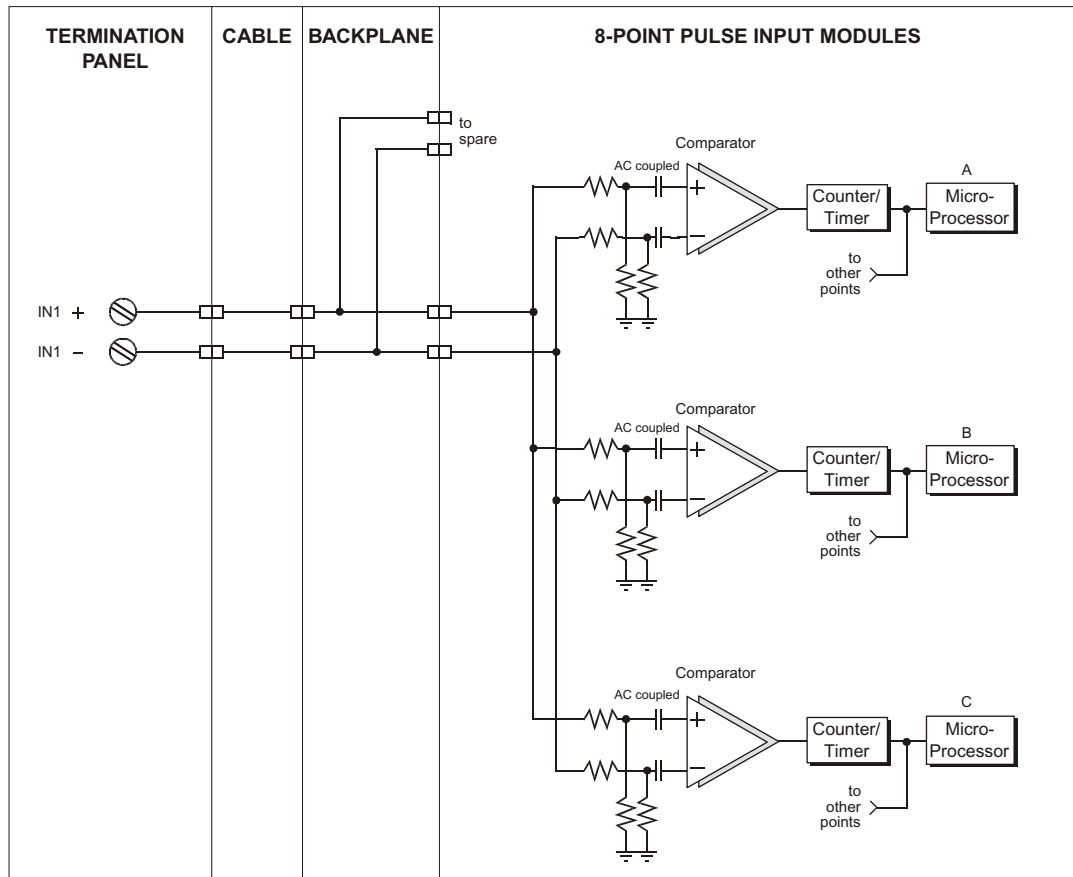 TERMINATION
PANEL
CABLE
BACKPLANE
8-POINT PULSE INPUT MODULES
to
spare
Comparator
AC coupled
+
−
Counter/
Timer
A
Micro-
Processor
to
other
points
IN1 +
IN1 −
Comparator
AC coupled
+
−
Counter/
Timer
B
Micro-
Processor
to
other
points
Comparator
AC coupled
+
−
Counter/
Timer
C
Micro-
Processor
to
other
points